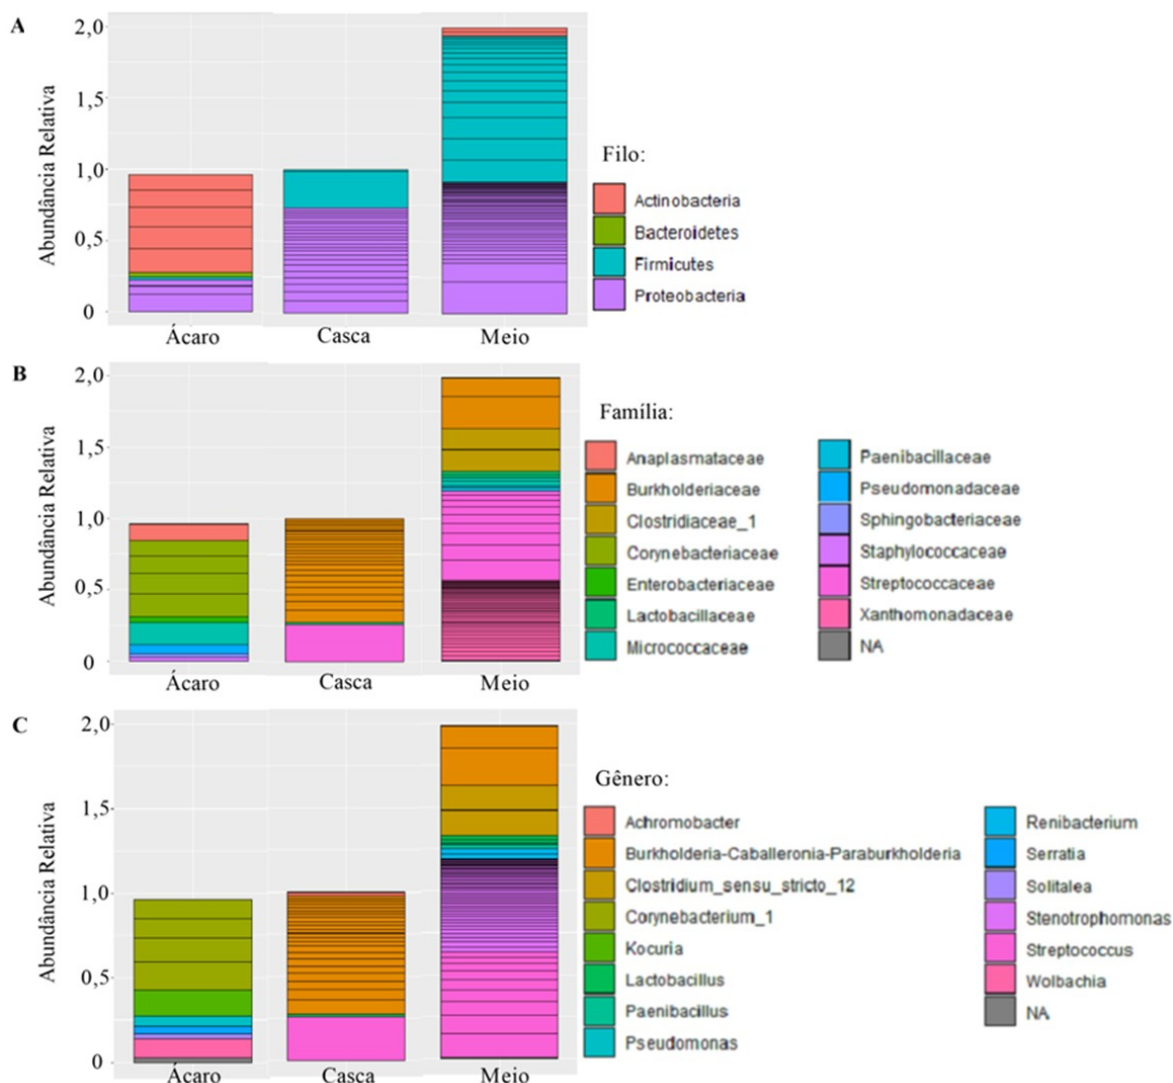 A
Abundância Relativa
2,0
1,5
1,0
0,5
0
Ácaro
Casca
Meio
Filo:
Actinobacteria
Bacteroidetes
Firmicutes
Proteobacteria
B
Abundância Relativa
2,0
1,5
1,0
0,5
0
Ácaro
Casca
Meio
Família:
Anaplasmataceae
Burkholderiaceae
Clostridiaceae_1
Corynebacteriaceae
Enterobacteriaceae
Lactobacillaceae
Micrococcaceae
Paenibacillaceae
Pseudomonadaceae
Sphingobacteriaceae
Staphylococcaceae
Streptococcaceae
Xanthomonadaceae
NA
C
Abundância Relativa
2,0
1,5
1,0
0,5
0
Ácaro
Casca
Meio
Gênero:
Achromobacter
Burkholderia-Caballeronia-Paraburkholderia
Clostridium_sensu_stricto_12
Corynebacterium_1
Kocuria
Lactobacillus
Paenibacillus
Pseudomonas
Renibacterium
Serratia
Solitalea
Stenotrophomonas
Streptococcus
Wolbachia
NA